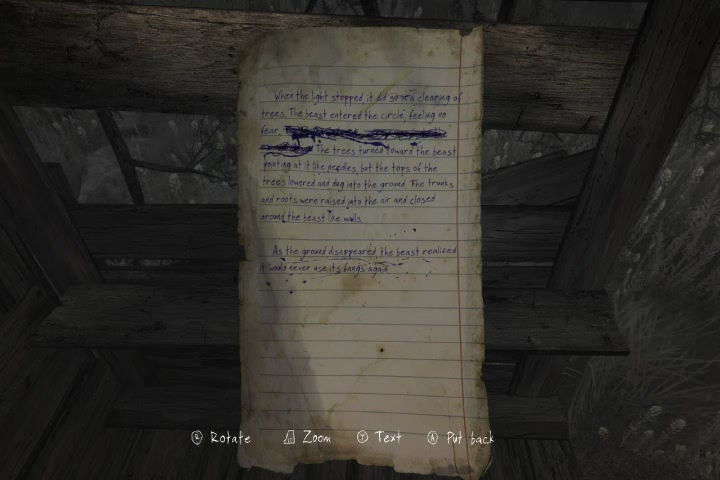 When the light stopped it did so a clearing of
trees. The beast entered the circle, feeling no
fear.
The trees turned toward the beast
pointing at it like needles, but the tops of the
trees lowered and dug into the ground. The trunks
and roots were raised into the air and closed
around the beast like walls.
As the ground disappeared the beast realized
it would never use its fangs again.
Rotate Zoom Text Put back